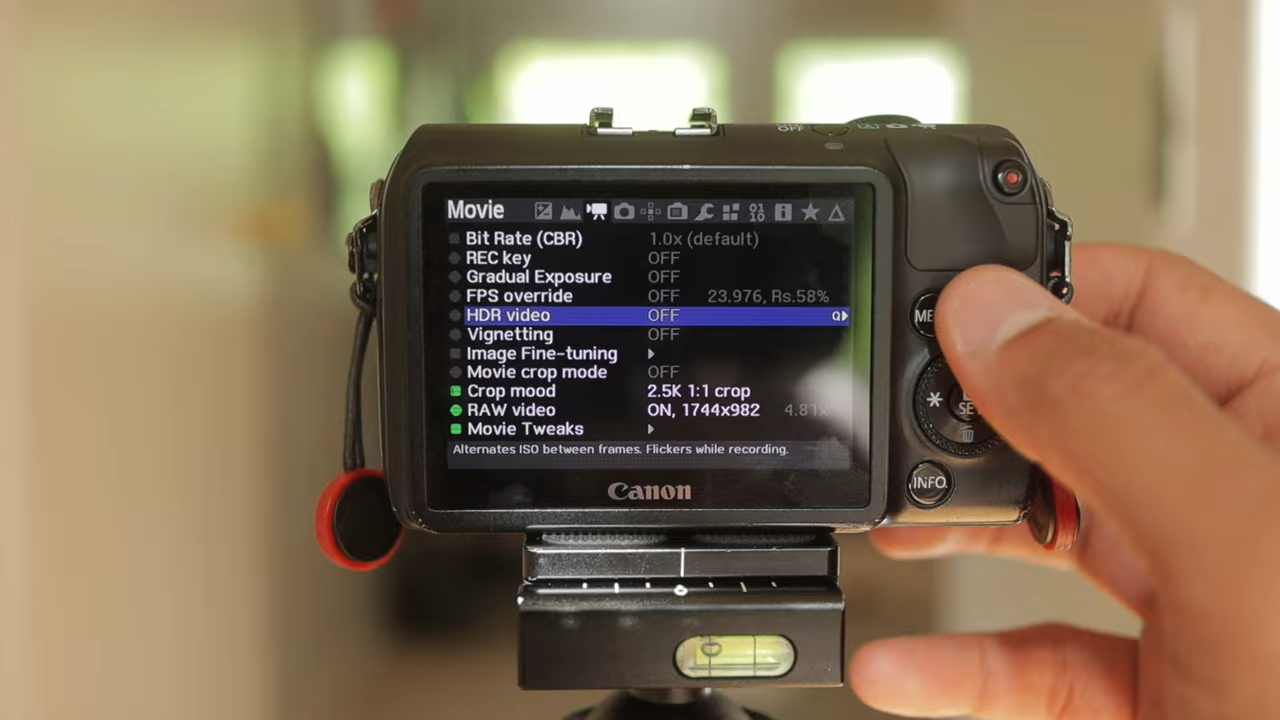 OFF
Movie
Bit Rate (CBR) 1.0x (default)
REC key OFF
Gradual Exposure OFF
FPS override OFF 23.976, Rs.58%
HDR video OFF Q
Vignetting OFF
Image Fine-tuning
Movie crop mode OFF
Crop mood 2.5K 1:1 crop
RAW video ON, 1744x982 4.81x
Movie Tweaks
Alternates ISO between frames. Flickers while recording.
Canon
INFO.